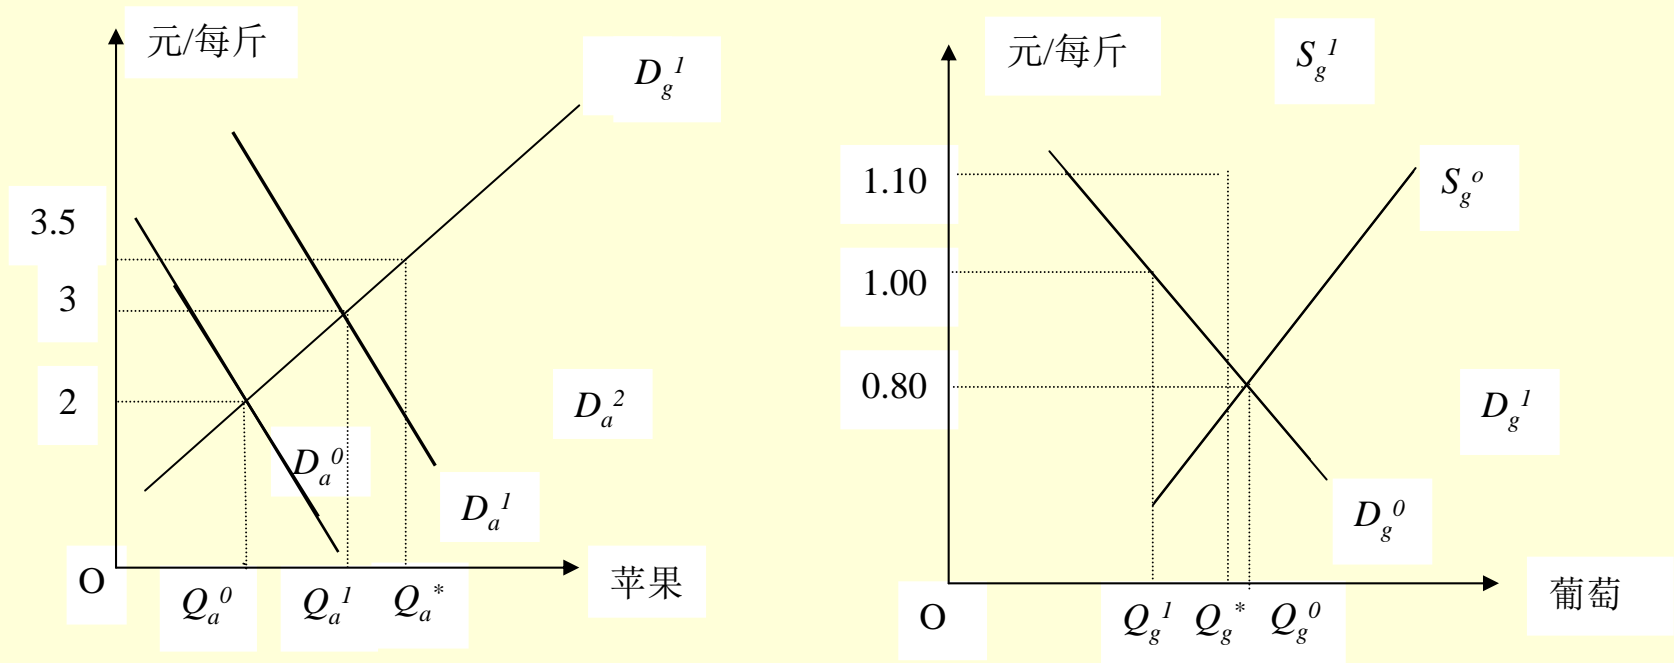 元/每斤
D_g^1
3.5
3
2
D_a^2
D_a^0
D_a^1
O
Q_a^0
Q_a^1
Q_a^*
苹果
元/每斤
S_g^1
1.10
S_g^o
1.00
0.80
D_g^1
D_g^0
O
Q_g^1
Q_g^*
Q_g^0
葡萄